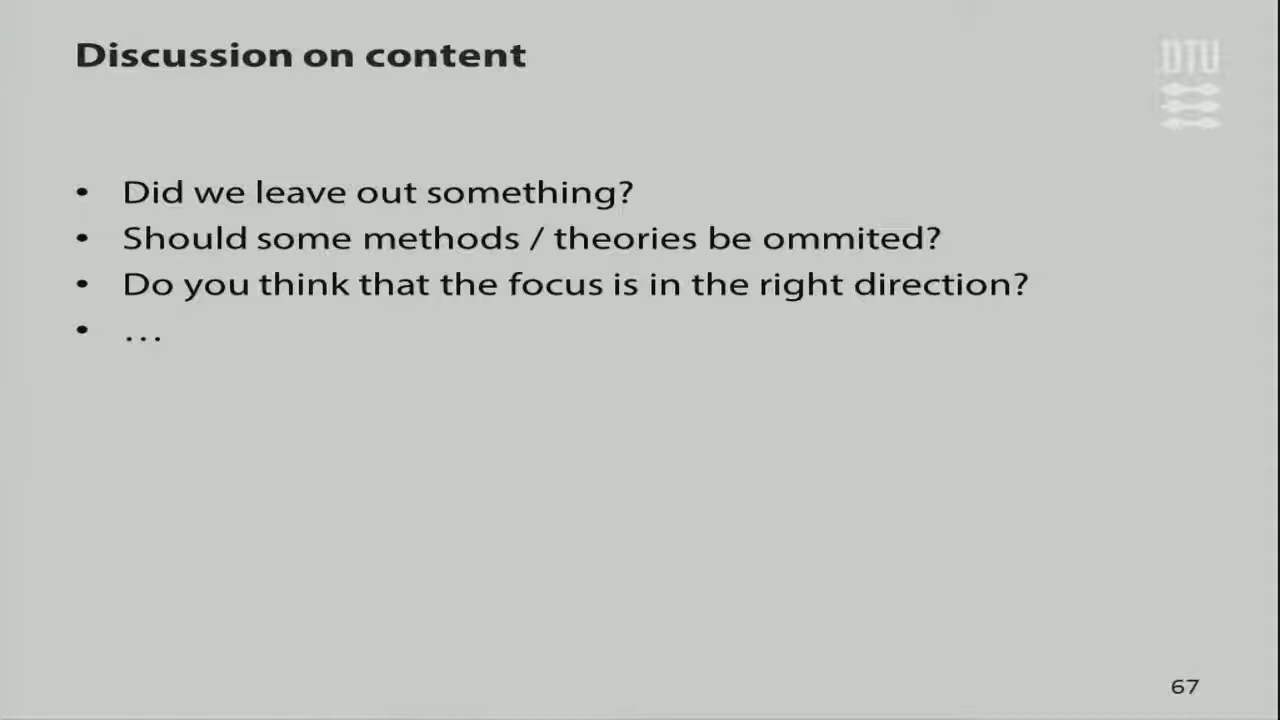 Discussion on content
DTU
• Did we leave out something?
• Should some methods / theories be ommited?
• Do you think that the focus is in the right direction?
• ...
67